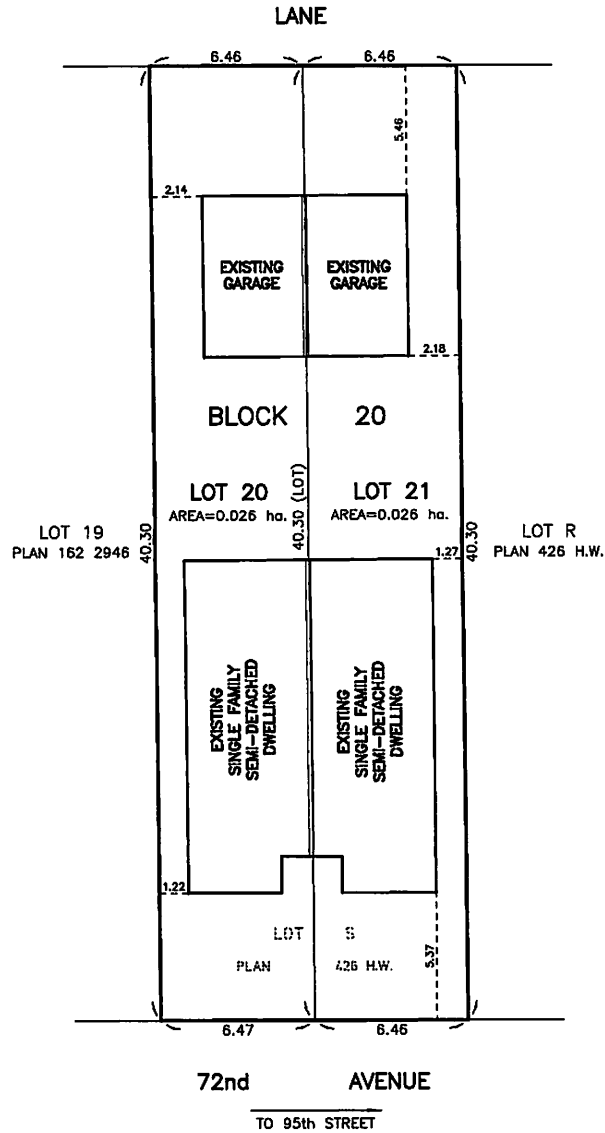 LANE
6.46 6.46
5.46
2.14
EXISTING
GARAGE
EXISTING
GARAGE
2.18
BLOCK 20
LOT 20
AREA=0.026 ha.
40.30 (LOT)
LOT 21
AREA=0.026 ha.
LOT 19
PLAN 162 2946
40.30
40.30
LOT R
PLAN 426 H.W.
1.27
EXISTING
SINGLE FAMILY
SEMI-DETACHED
DWELLING
EXISTING
SINGLE FAMILY
SEMI-DETACHED
DWELLING
1.22
LOT S
PLAN 426 H.W.
5.37
6.47 6.46
72nd AVENUE
TO 95th STREET